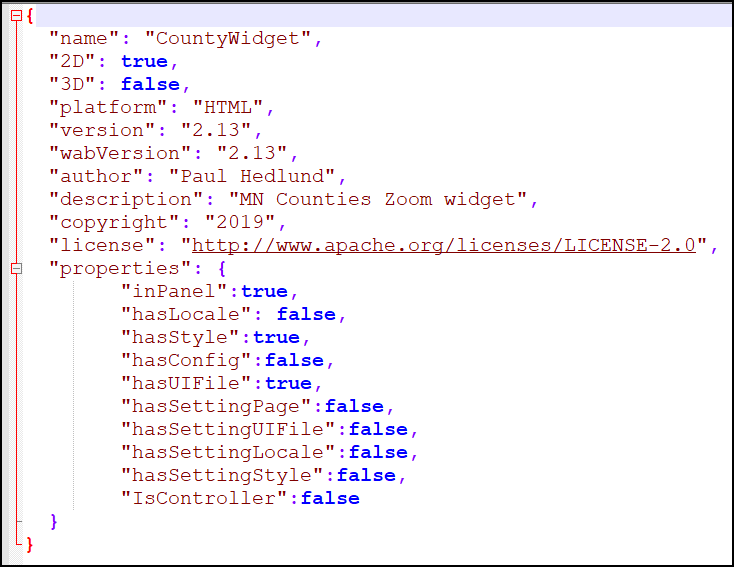 {
"name": "CountyWidget",
"2D": true,
"3D": false,
"platform": "HTML",
"version": "2.13",
"wabVersion": "2.13",
"author": "Paul Hedlund",
"description": "MN Counties Zoom widget",
"copyright": "2019",
"license": "http://www.apache.org/licenses/LICENSE-2.0",
"properties": {
"inPanel":true,
"hasLocale": false,
"hasStyle":true,
"hasConfig":false,
"hasUIFile":true,
"hasSettingPage":false,
"hasSettingUIFile":false,
"hasSettingLocale":false,
"hasSettingStyle":false,
"IsController":false
}
}